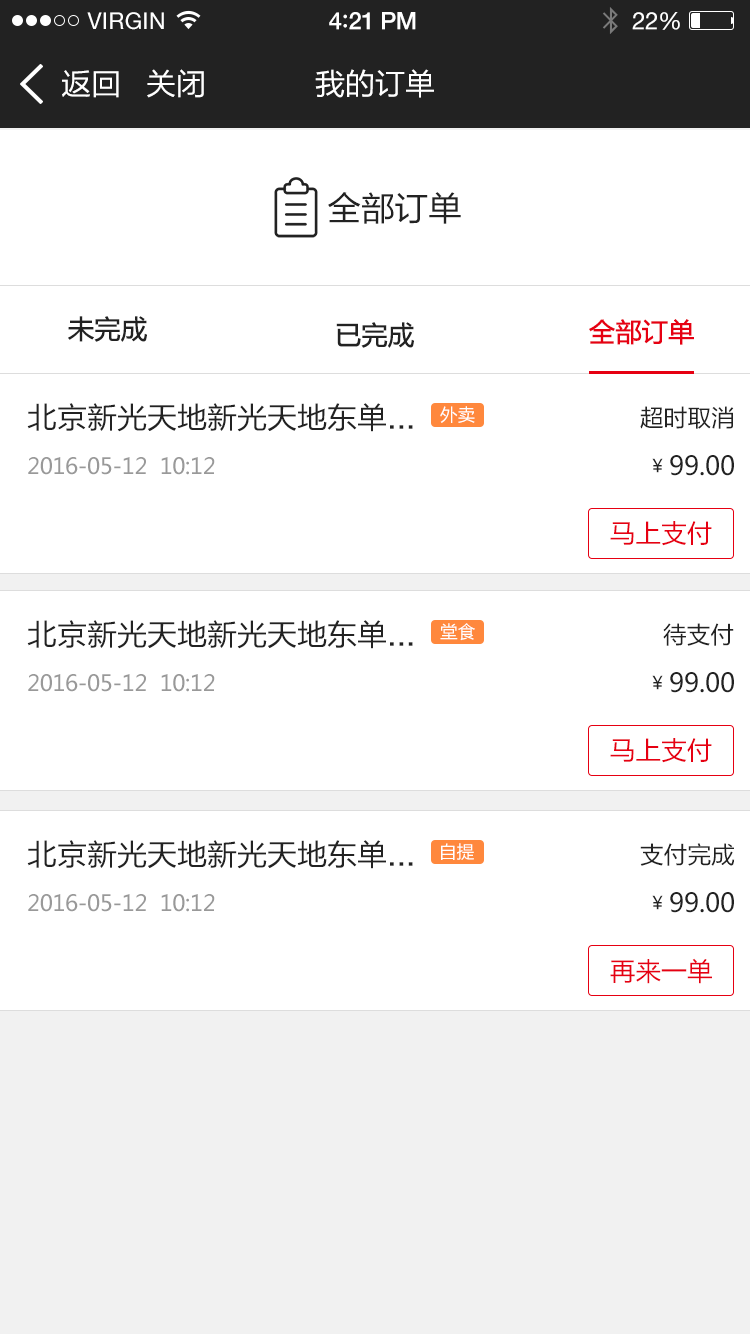 VIRGIN 4:21 PM 22%
返回 关闭 我的订单
全部订单
未完成 已完成 全部订单
北京新光天地新光天地东单... 外卖 超时取消
2016-05-12 10:12 ¥ 99.00
马上支付
北京新光天地新光天地东单... 堂食 待支付
2016-05-12 10:12 ¥ 99.00
马上支付
北京新光天地新光天地东单... 自提 支付完成
2016-05-12 10:12 ¥ 99.00
再来一单